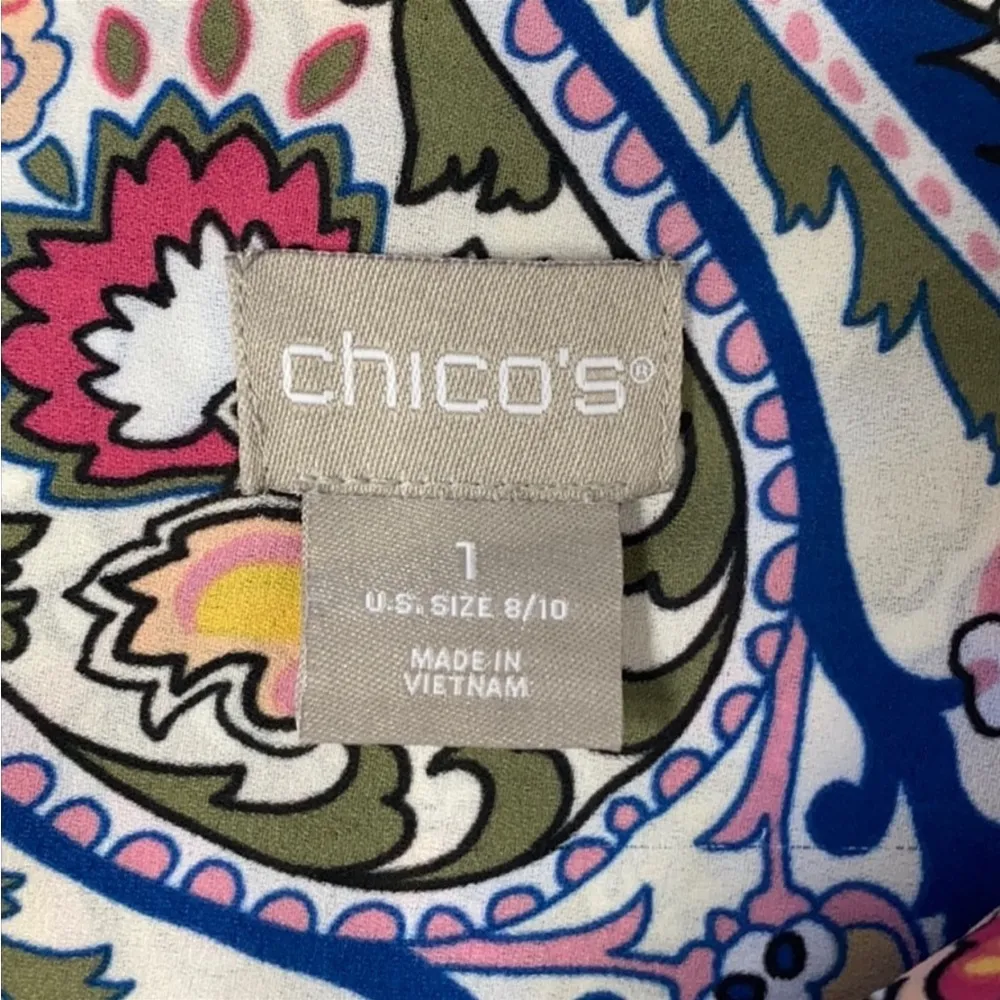 chico's®
1
U.S. SIZE 8/10
MADE IN
VIETNAM